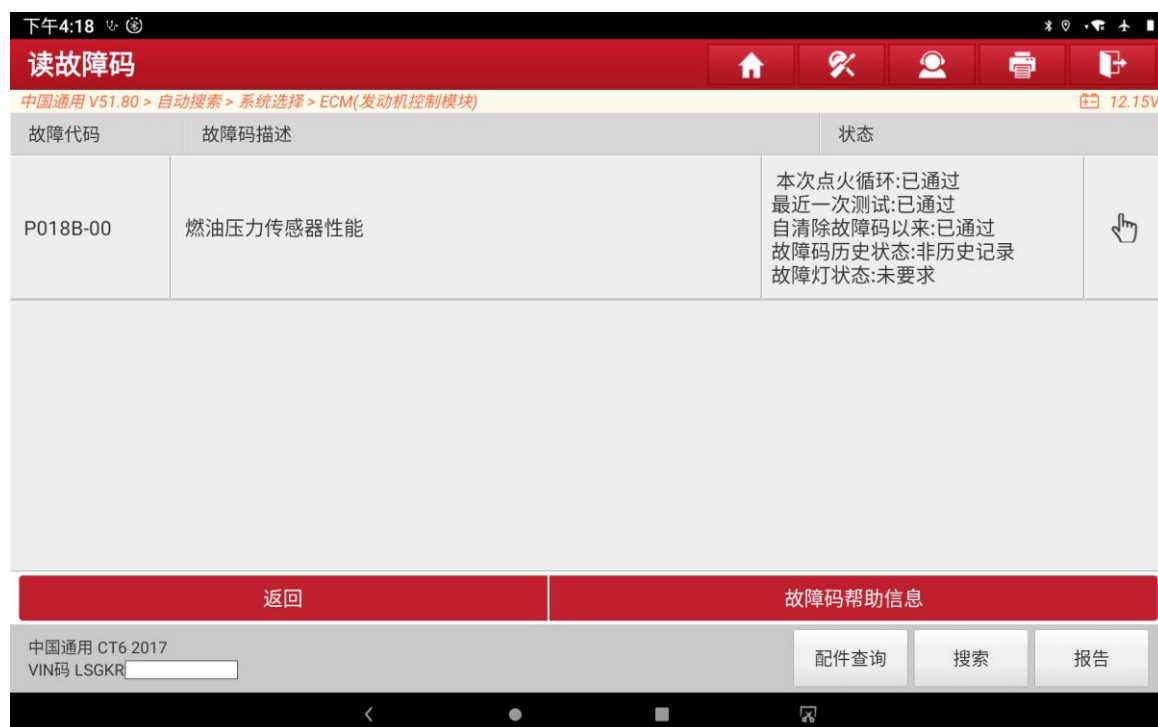 下午4:18
读故障码
中国通用 V51.80 > 自动搜索 > 系统选择 > ECM(发动机控制模块)
12.15V
故障代码 故障码描述 状态
P018B-00 燃油压力传感器性能
本次点火循环:已通过
最近一次测试:已通过
自清除故障码以来:已通过
故障码历史状态:非历史记录
故障灯状态:未要求
返回 故障码帮助信息
中国通用 CT6 2017
VIN码 LSGKR
配件查询 搜索 报告